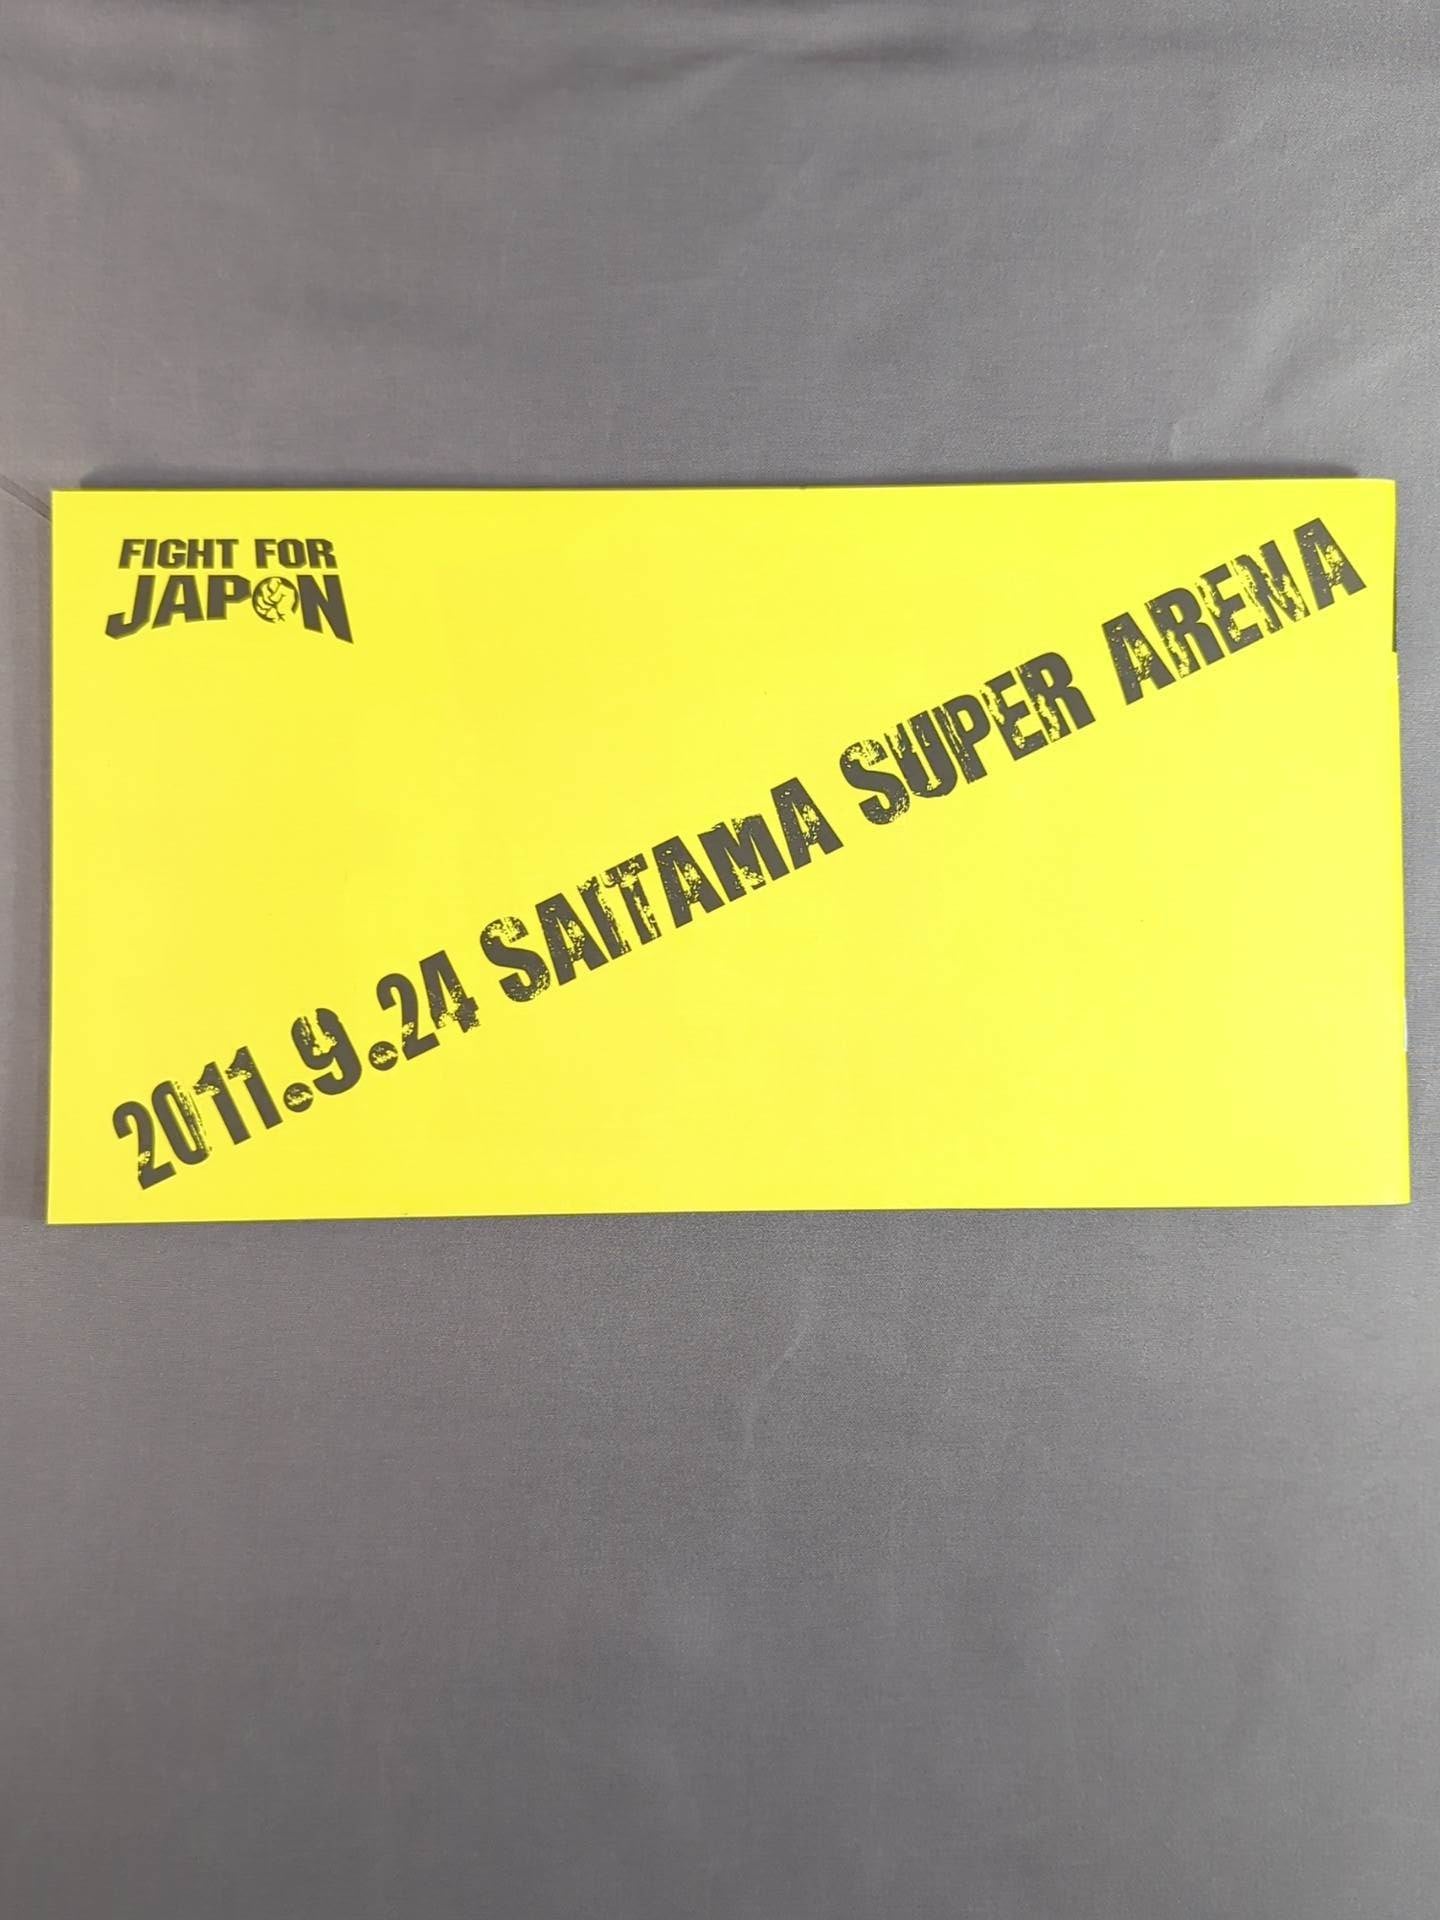 FIGHT FOR
JAPON
2011.9.24 SAITAMA SUPER ARENA